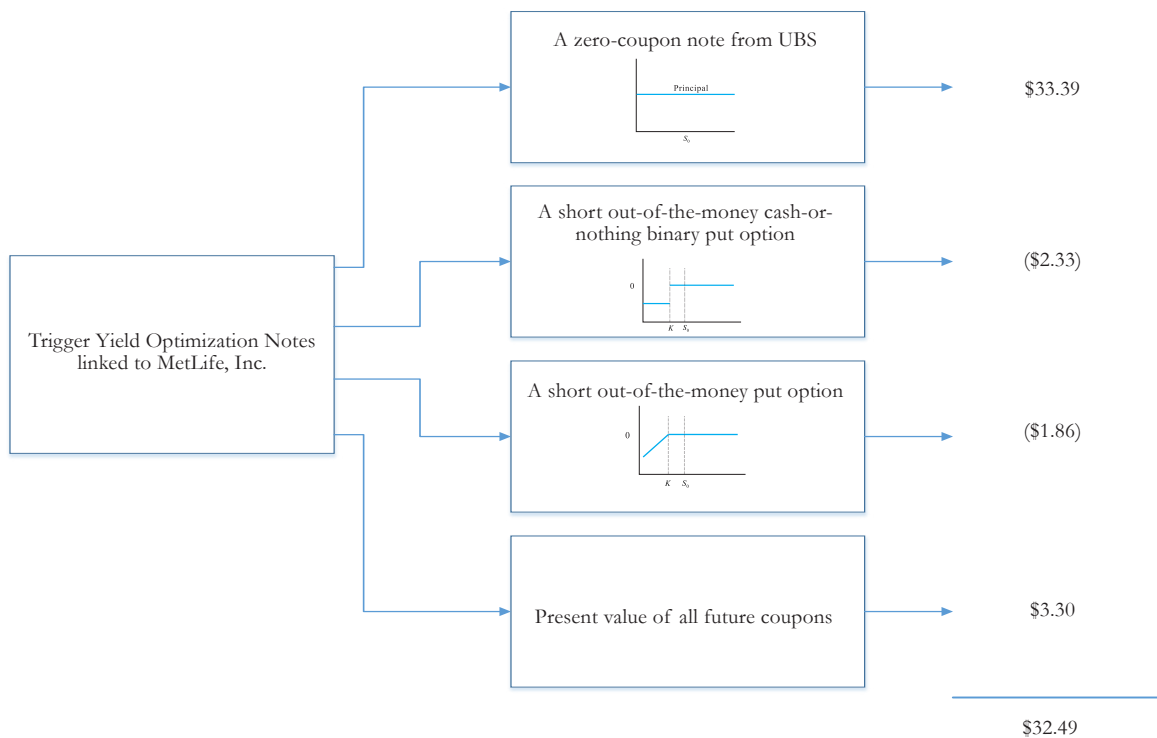 A zero-coupon note from UBS
Principal
S₀
$33.39
A short out-of-the-money cash-or-
nothing binary put option
0
K
S₀
($2.33)
Trigger Yield Optimization Notes
linked to MetLife, Inc.
A short out-of-the-money put option
0
K
S₀
($1.86)
Present value of all future coupons
$3.30
$32.49